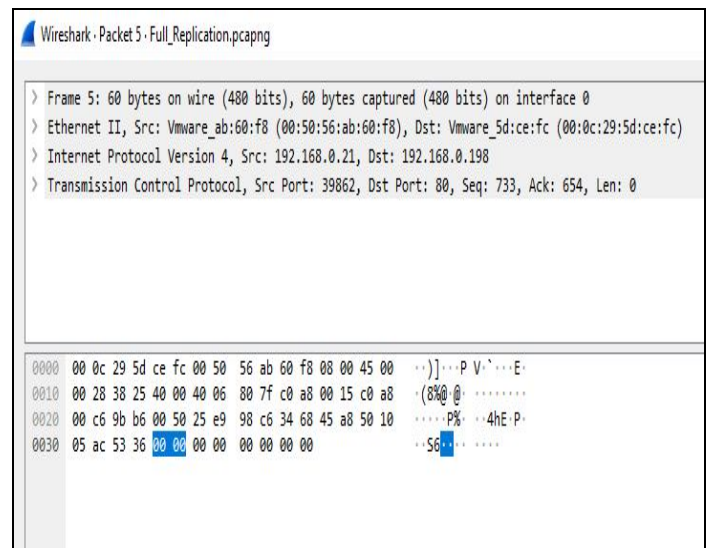 Wireshark · Packet 5 · Full_Replication.pcapng
> Frame 5: 60 bytes on wire (480 bits), 60 bytes captured (480 bits) on interface 0
> Ethernet II, Src: Vmware_ab:60:f8 (00:50:56:ab:60:f8), Dst: Vmware_5d:ce:fc (00:0c:29:5d:ce:fc)
> Internet Protocol Version 4, Src: 192.168.0.21, Dst: 192.168.0.198
> Transmission Control Protocol, Src Port: 39862, Dst Port: 80, Seq: 733, Ack: 654, Len: 0
0000 00 0c 29 5d ce fc 00 50 56 ab 60 f8 08 00 45 00 ··)]···P V·`···E·
0010 00 28 38 25 40 00 40 06 80 7f c0 a8 00 15 c0 a8 ·(8%@·@· ········
0020 00 c6 9b b6 00 50 25 e9 98 c6 34 68 45 a8 50 10 ·····P%· ··4hE·P·
0030 05 ac 53 36 00 00 00 00 00 00 00 00 ··S6···· ····